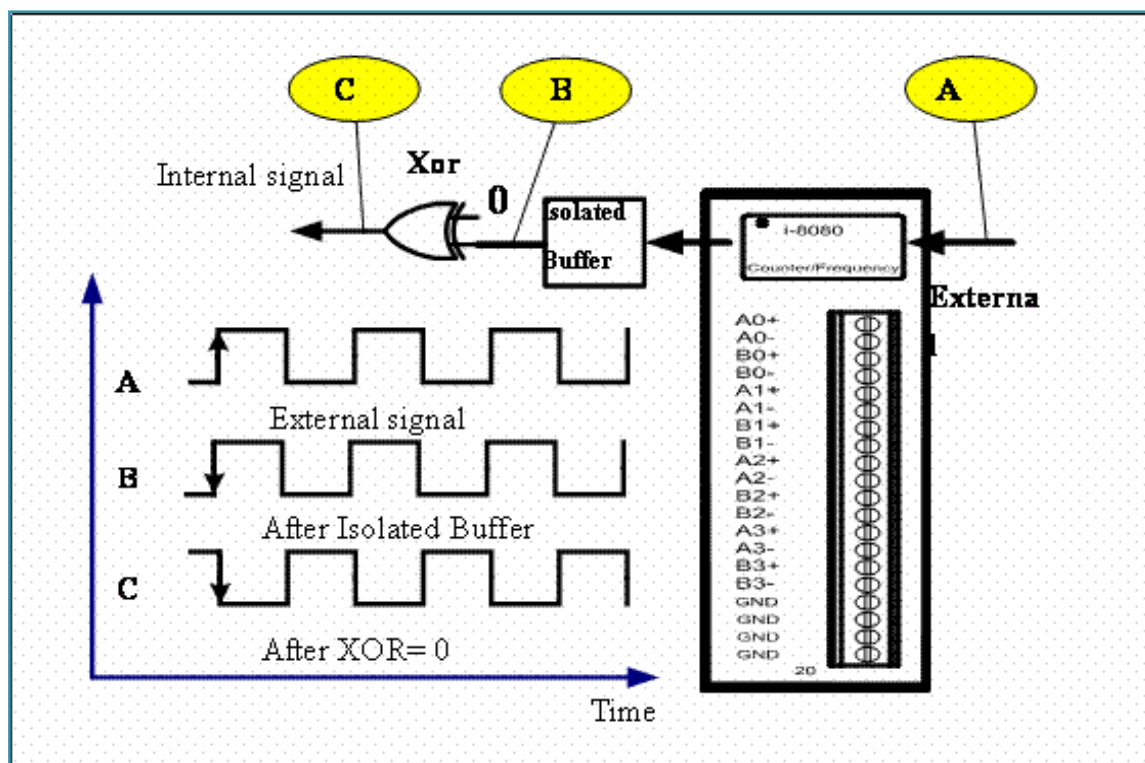 C
B
A
Xor
Internal signal
0
Isolated
Buffer
i-8080
Counter/Frequency
Externa
l
A0+
A0-
B0+
B0-
A1+
A1-
B1+
B1-
A2+
A2-
B2+
B2-
A3+
A3-
B3+
B3-
GND
GND
GND
GND
20
A
External signal
B
After Isolated Buffer
C
After XOR= 0
Time